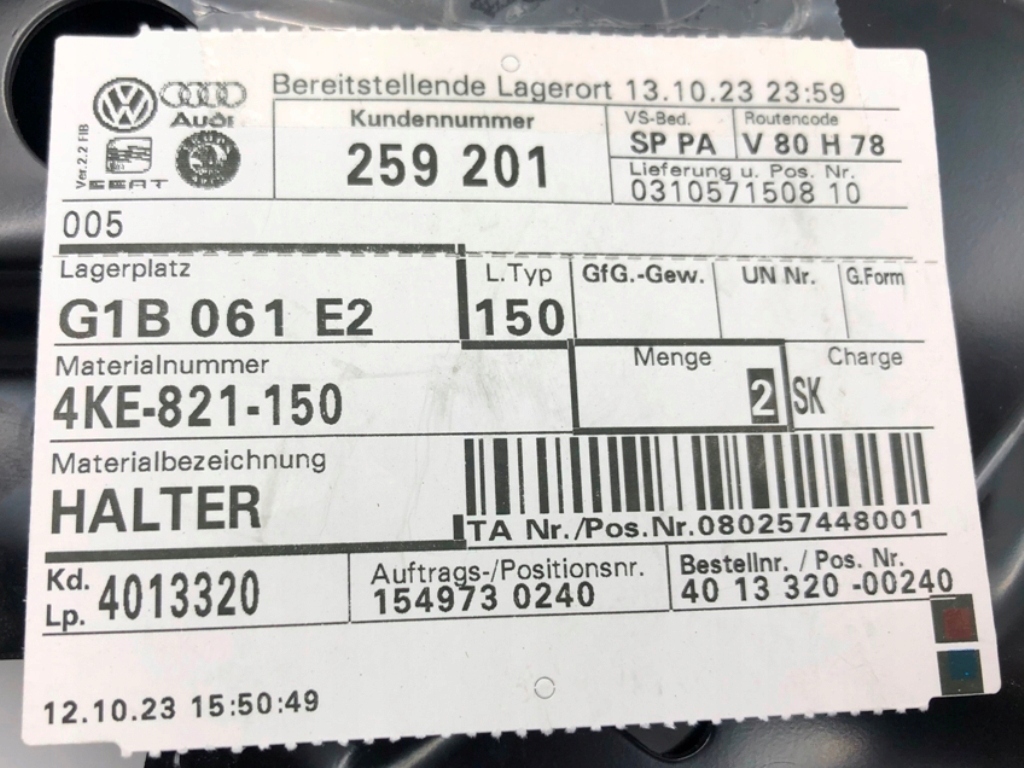 Bereitstellende Lagerort 13.10.23 23:59
Audi
SEAT
Ver.2.2 FIB
Kundennummer
259 201
VS-Bed.
SP PA
Routencode
V 80 H 78
Lieferung u. Pos. Nr.
0310571508 10
005
Lagerplatz
G1B 061 E2
L.Typ
150
GfG.-Gew.
UN Nr.
G.Form
Materialnummer
4KE-821-150
Menge
2 SK
Charge
Materialbezeichnung
HALTER
TA Nr./Pos.Nr.080257448001
Kd.
Lp. 4013320
Auftrags-/Positionsnr.
154973 0240
Bestellnr. / Pos. Nr.
40 13 320 -00240
12.10.23 15:50:49